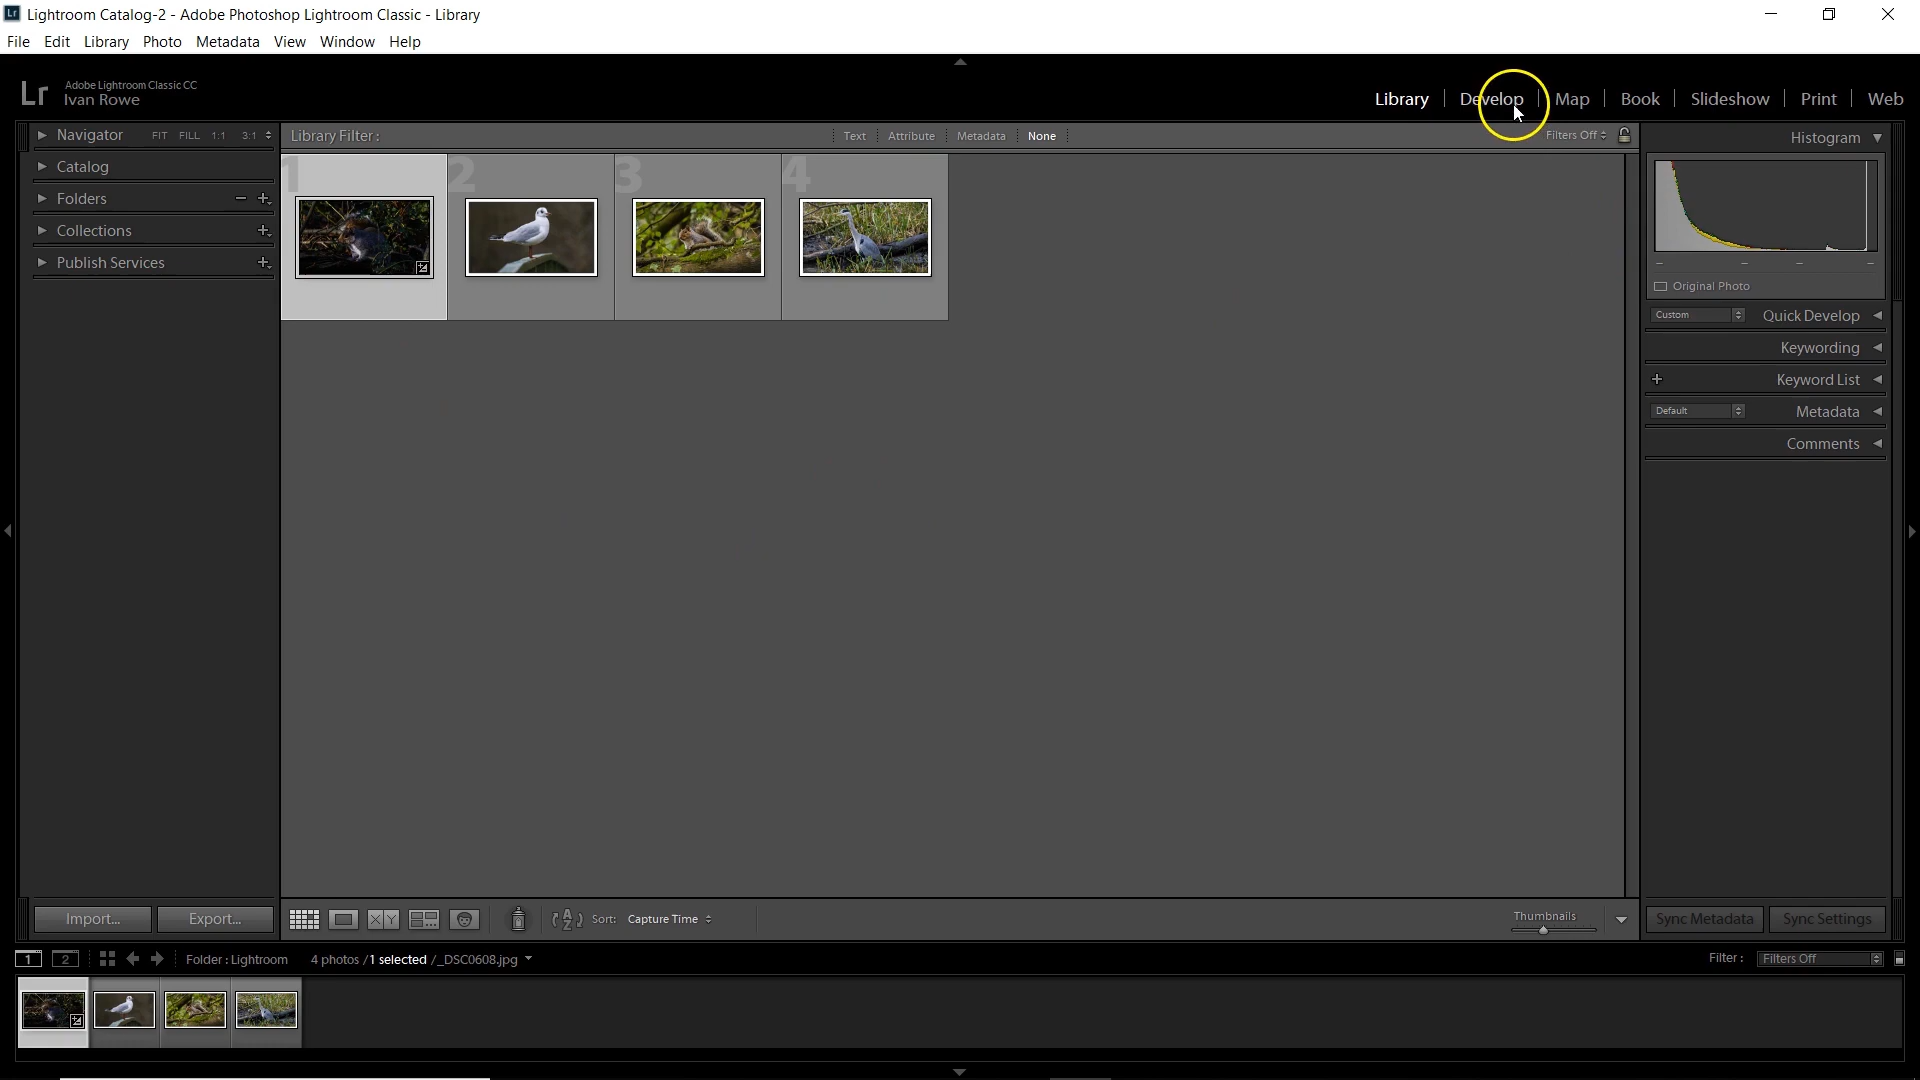 Lr Lightroom Catalog-2 - Adobe Photoshop Lightroom Classic - Library
File Edit Library Photo Metadata View Window Help
Lr Adobe Lightroom Classic CC
Ivan Rowe
Library | Develop | Map | Book | Slideshow | Print | Web
Navigator FIT FILL 1:1 3:1
Library Filter : Text Attribute Metadata None Filters Off
Histogram
Catalog
Folders
Collections
Publish Services
1 2 3 4
Original Photo
Custom Quick Develop
Keywording
Keyword List
Default Metadata
Comments
Import... Export...
X Y
A Z Sort: Capture Time
Thumbnails
Sync Metadata Sync Settings
1 2 Folder : Lightroom 4 photos / 1 selected / _DSC0608.jpg
Filter : Filters Off